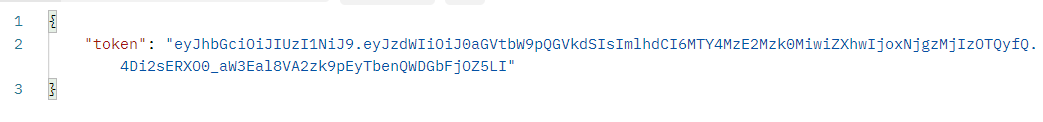 1 {
2 "token": "eyJhbGciOiJIUzI1NiJ9.eyJzdWIiOiJ0aGVtbW9pQGVkdSIsImlhdCI6MTY4MzE2Mzk0MiwiZXhwIjoxNjgzMjIzOTQyfQ.
4Di2sERXO0_aW3Eal8VA2zk9pEyTbenQWDGbFjOZ5LI"
3 }